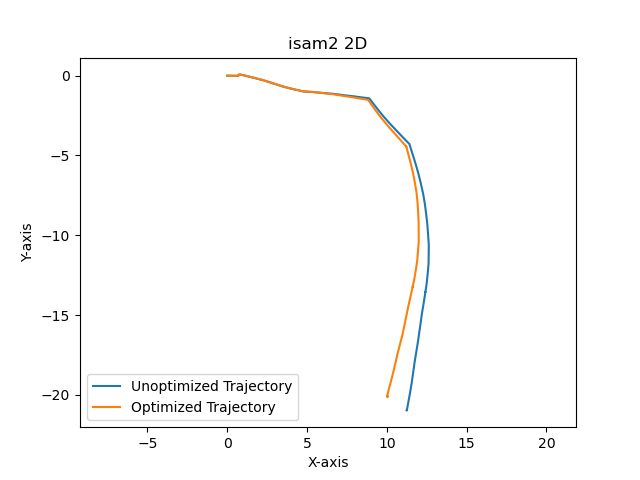 isam2 2D
0
−5
−10
−15
−20
Y-axis
Unoptimized Trajectory
Optimized Trajectory
−5 0 5 10 15 20
X-axis